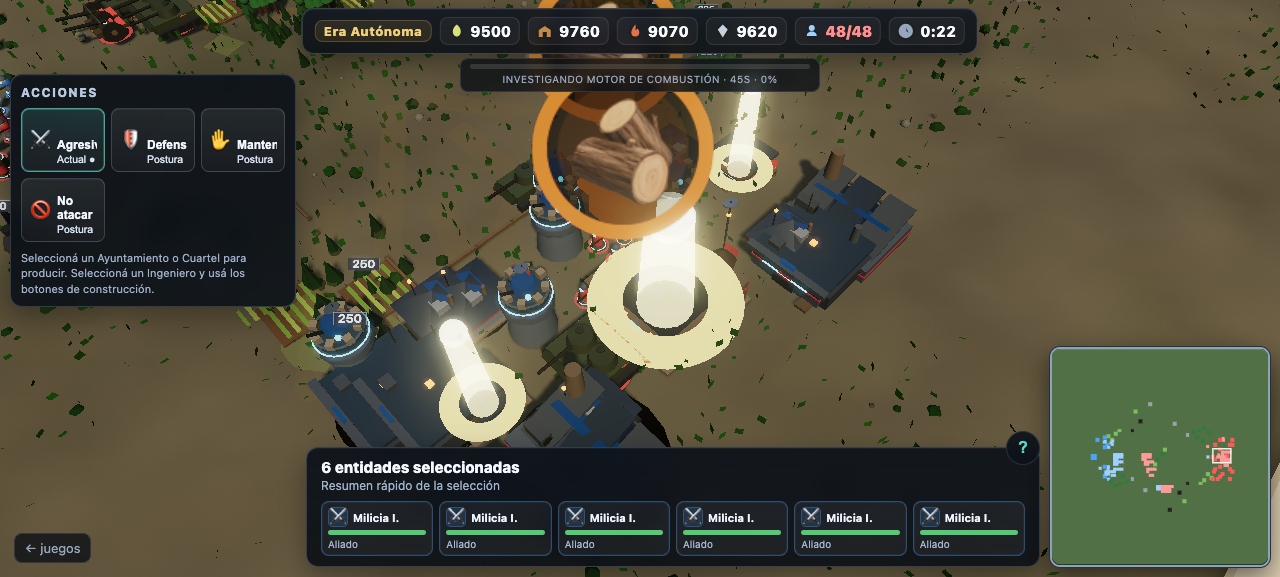 Era Autónoma
9500
9760
9070
9620
48/48
0:22
INVESTIGANDO MOTOR DE COMBUSTIÓN · 45S · 0%
ACCIONES
Agresiv
Actual ●
Defens
Postura
Manten
Postura
No atacar
Postura
Seleccioná un Ayuntamiento o Cuartel para
producir. Seleccioná un Ingeniero y usá los
botones de construcción.
250
250
?
6 entidades seleccionadas
Resumen rápido de la selección
Milicia I.
Aliado
Milicia I.
Aliado
Milicia I.
Aliado
Milicia I.
Aliado
Milicia I.
Aliado
Milicia I.
Aliado
← juegos